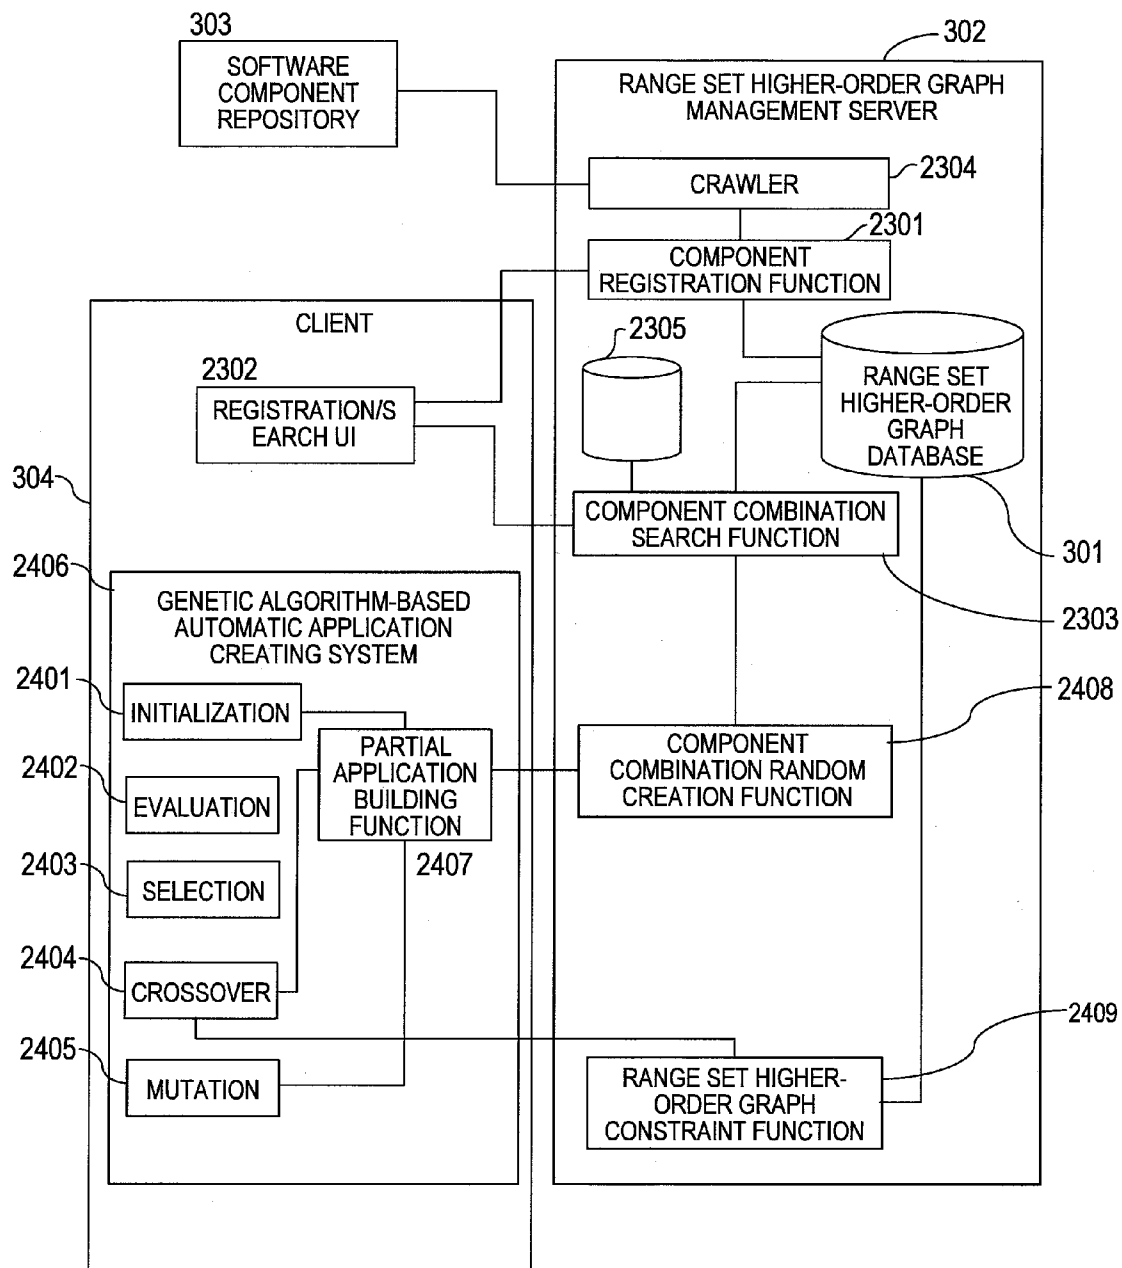 303
SOFTWARE
COMPONENT
REPOSITORY
302
RANGE SET HIGHER-ORDER GRAPH
MANAGEMENT SERVER
CRAWLER
2304
2301
COMPONENT
REGISTRATION FUNCTION
CLIENT
2305
2302
REGISTRATION/S
EARCH UI
RANGE SET
HIGHER-ORDER
GRAPH
DATABASE
304
COMPONENT COMBINATION
SEARCH FUNCTION
301
2406
2303
GENETIC ALGORITHM-BASED
AUTOMATIC APPLICATION
CREATING SYSTEM
2401
INITIALIZATION
2408
PARTIAL
APPLICATION
BUILDING
FUNCTION
COMPONENT
COMBINATION RANDOM
CREATION FUNCTION
2402
EVALUATION
2407
2403
SELECTION
2404
CROSSOVER
2409
2405
MUTATION
RANGE SET HIGHER-
ORDER GRAPH
CONSTRAINT FUNCTION